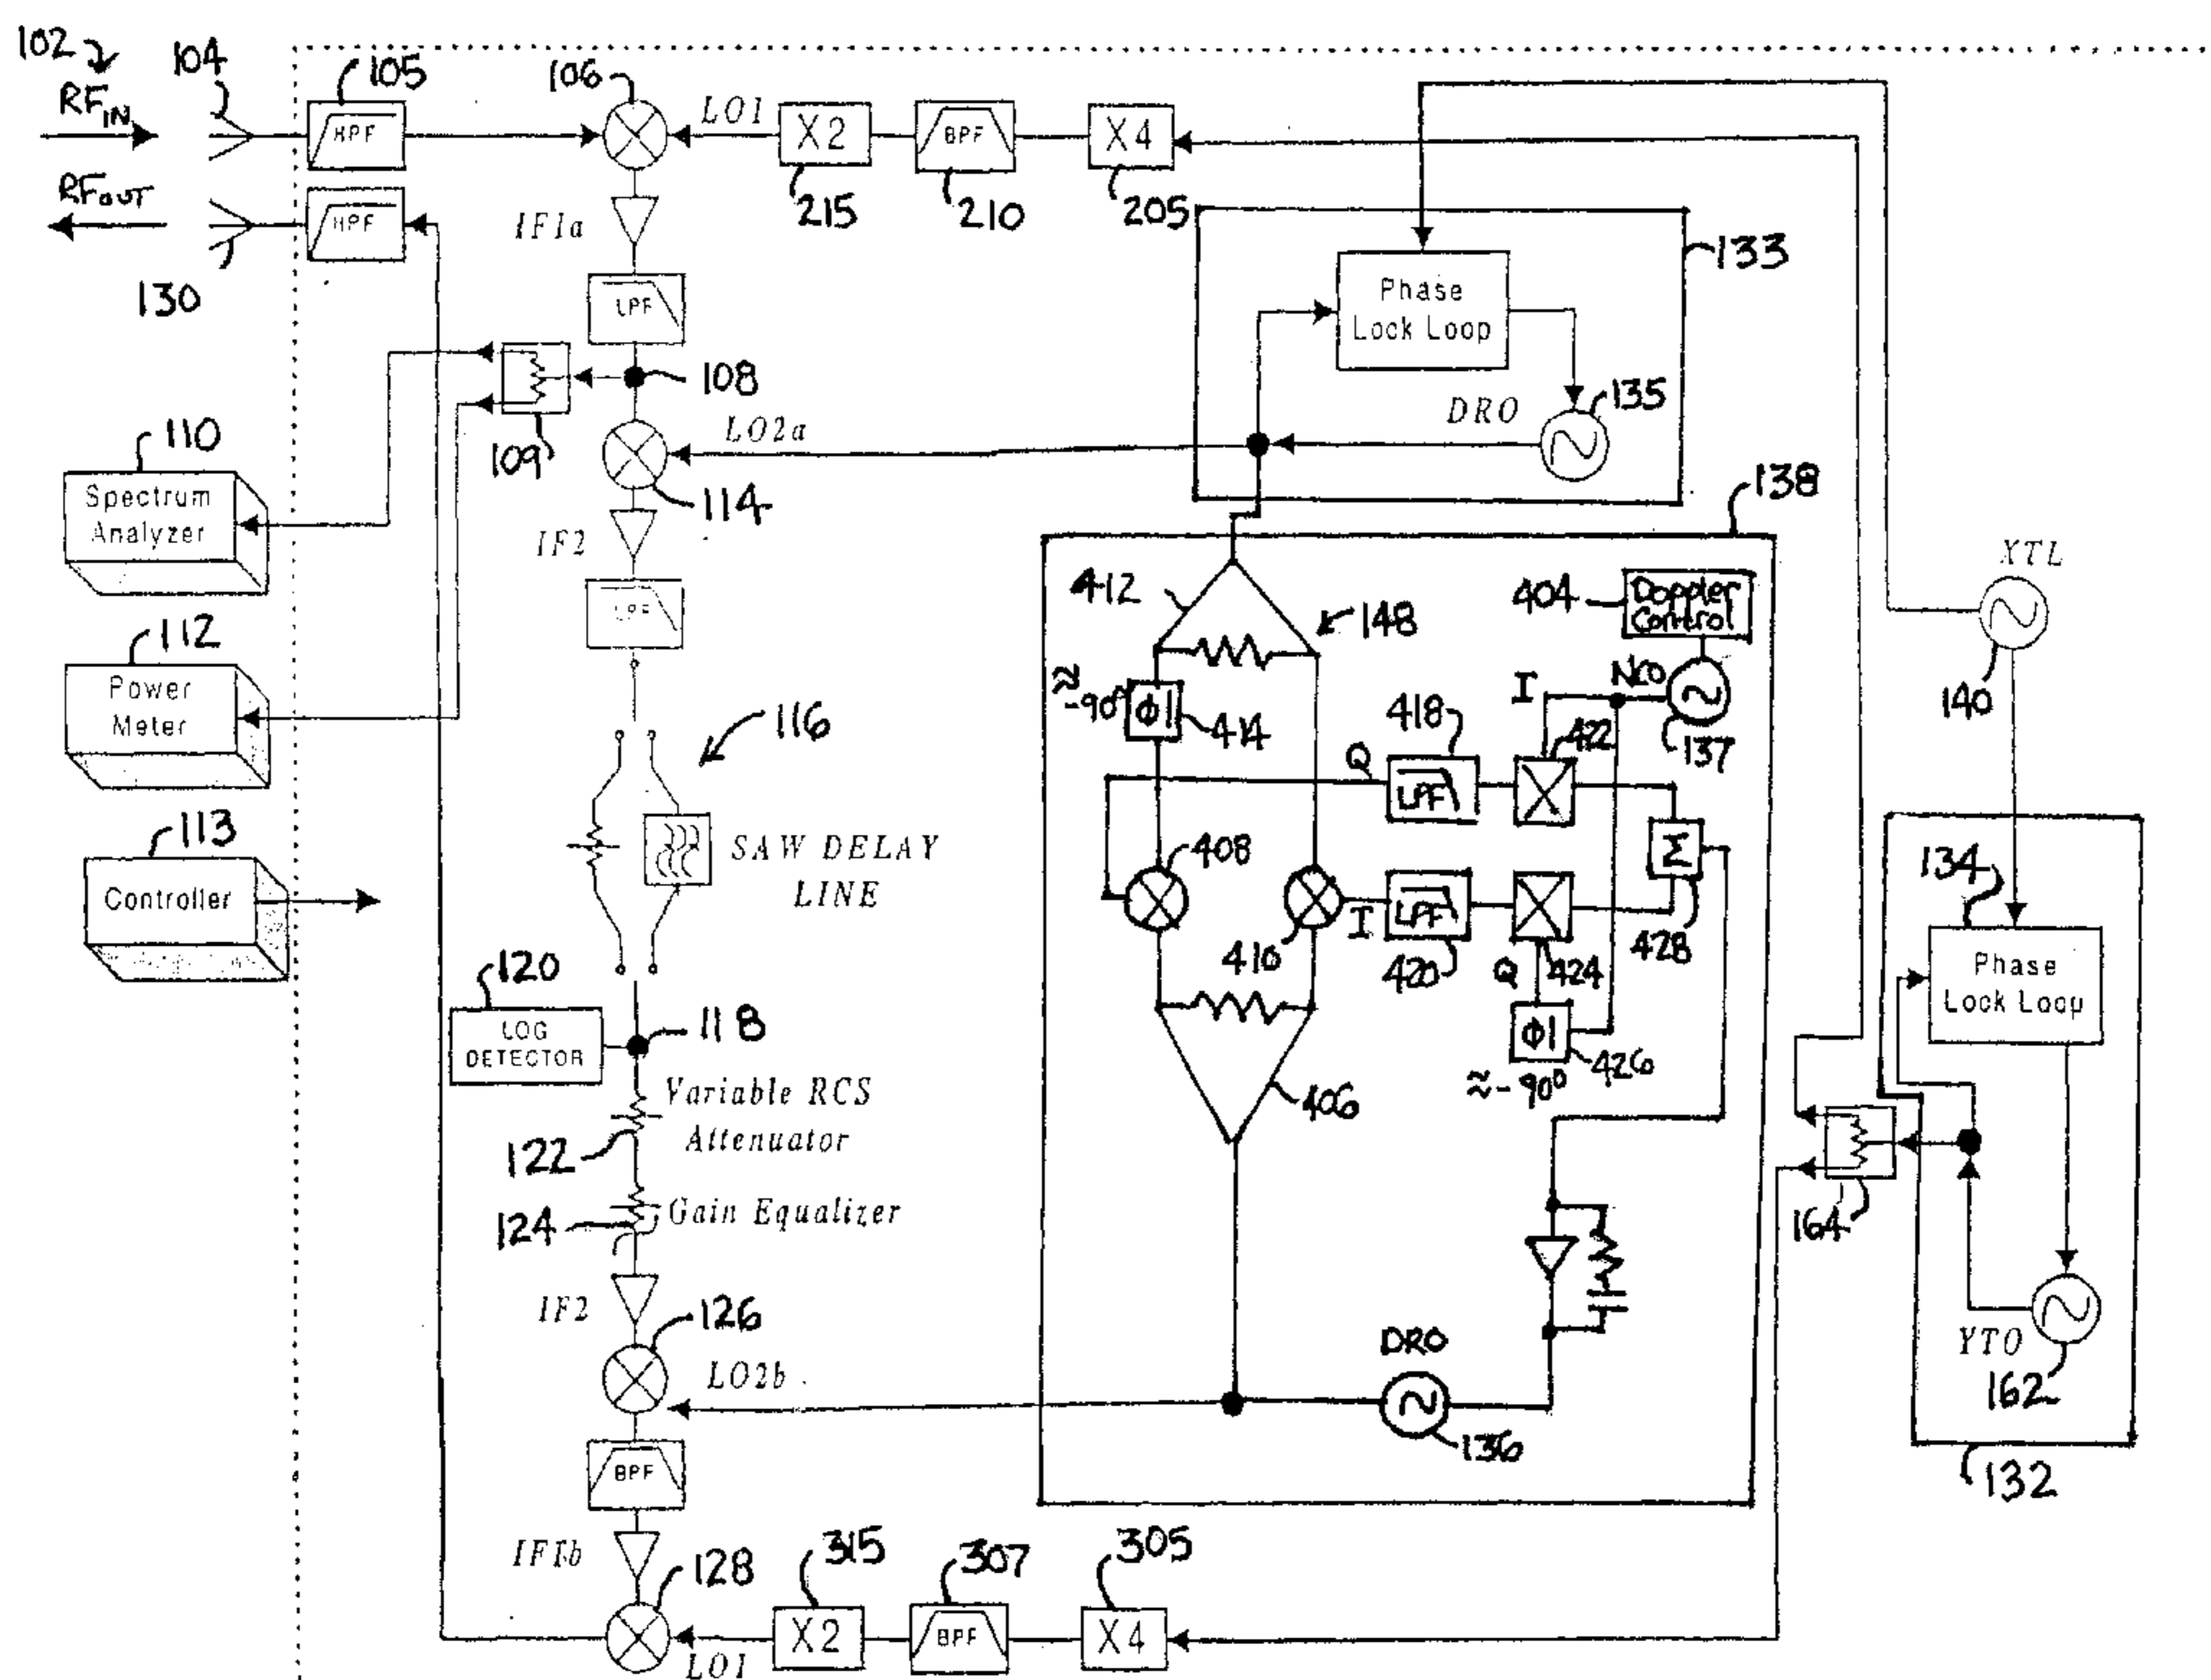 102
104
105
106
RF IN
HPF
LO1
X2
BPF
X4
215
210
205
RF OUT
HPF
130
IF1a
LPF
133
Phase
Lock Loop
108
109
LO2a
DRO
135
110
Spectrum
Analyzer
114
IF2
138
LPF
412
148
404
Doppler
Control
XTL
140
112
Power
Meter
≈
-90°
ϕ
414
I
NCO
137
418
422
116
Q
LPF
113
Controller
SAW DELAY
LINE
408
Σ
134
410
I
LPF
420
Q
424
428
Phase
Lock Loop
120
LOG
DETECTOR
118
ϕ
426
≈-90°
Variable RCS
Attenuator
122
406
124
Gain Equalizer
164
IF2
126
DRO
YTO
162
LO2b
136
132
BPF
IF1b
128
315
307
305
X2
BPF
X4
LO1